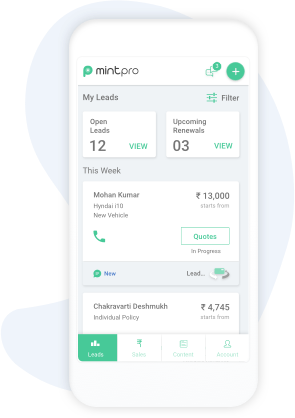 mintpro
3
+
My Leads
Filter
Open
Leads
12
VIEW
Upcoming
Renewals
03
VIEW
This Week
Mohan Kumar
₹ 13,000
Hyndai i10
starts from
New Vehicle
Quotes
In Progress
New
Lead...
Chakravarti Deshmukh
₹ 4,745
Individual Policy
starts from
Leads
Sales
Content
Account